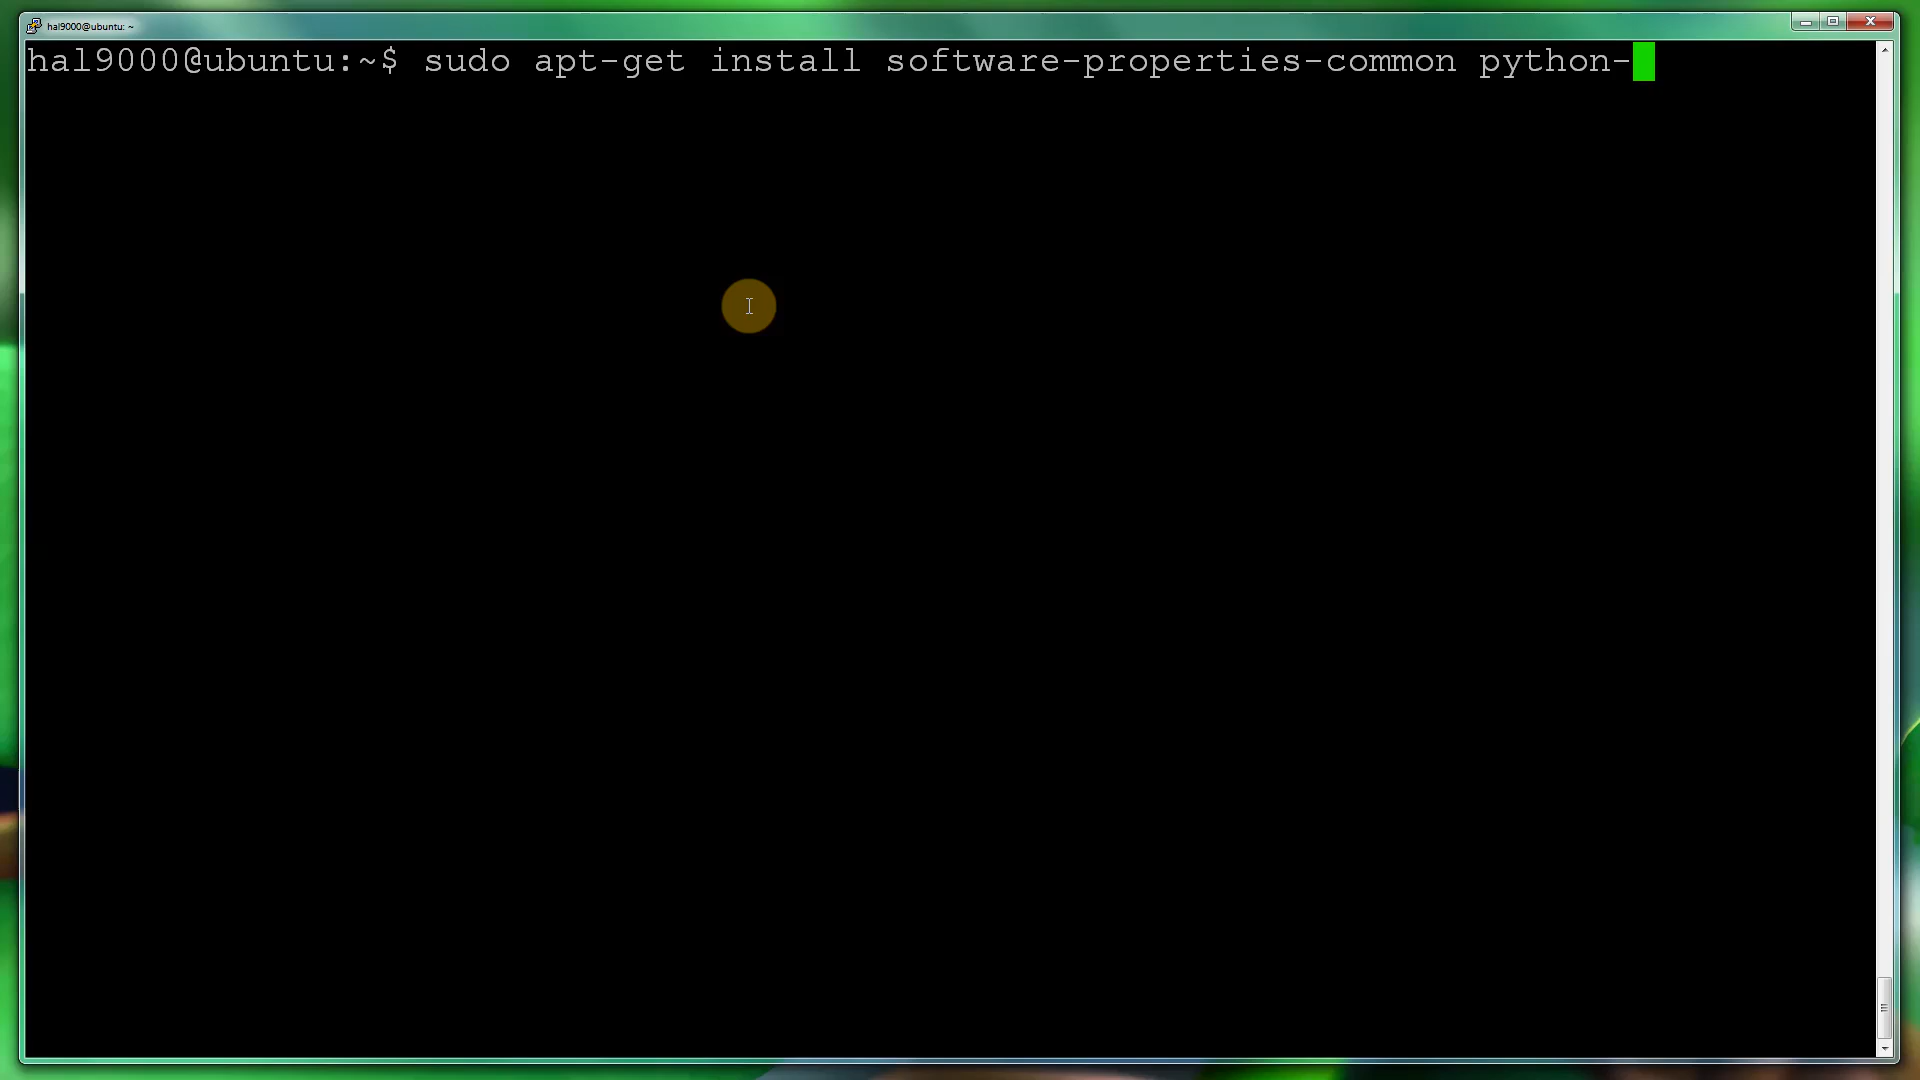 hal9000@ubuntu: ~
hal9000@ubuntu:~$ sudo apt-get install software-properties-common python-